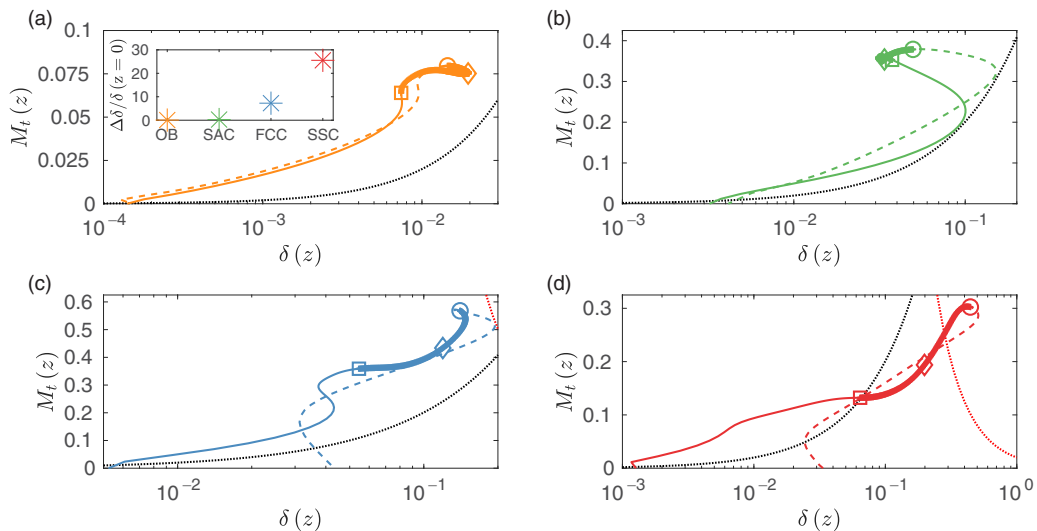 (a)
0.1
0.075
0.05
0.025
0
M_t (z)
Δδ/δ (z = 0)
30
20
10
0
OB SAC FCC SSC
10^{-4} 10^{-3} 10^{-2}
δ (z)
(b)
0.4
0.3
0.2
0.1
0
M_t (z)
10^{-3} 10^{-2} 10^{-1}
δ (z)
(c)
0.6
0.5
0.4
0.3
0.2
0.1
0
M_t (z)
10^{-2} 10^{-1}
δ (z)
(d)
0.3
0.2
0.1
0
M_t (z)
10^{-3} 10^{-2} 10^{-1} 10^{0}
δ (z)